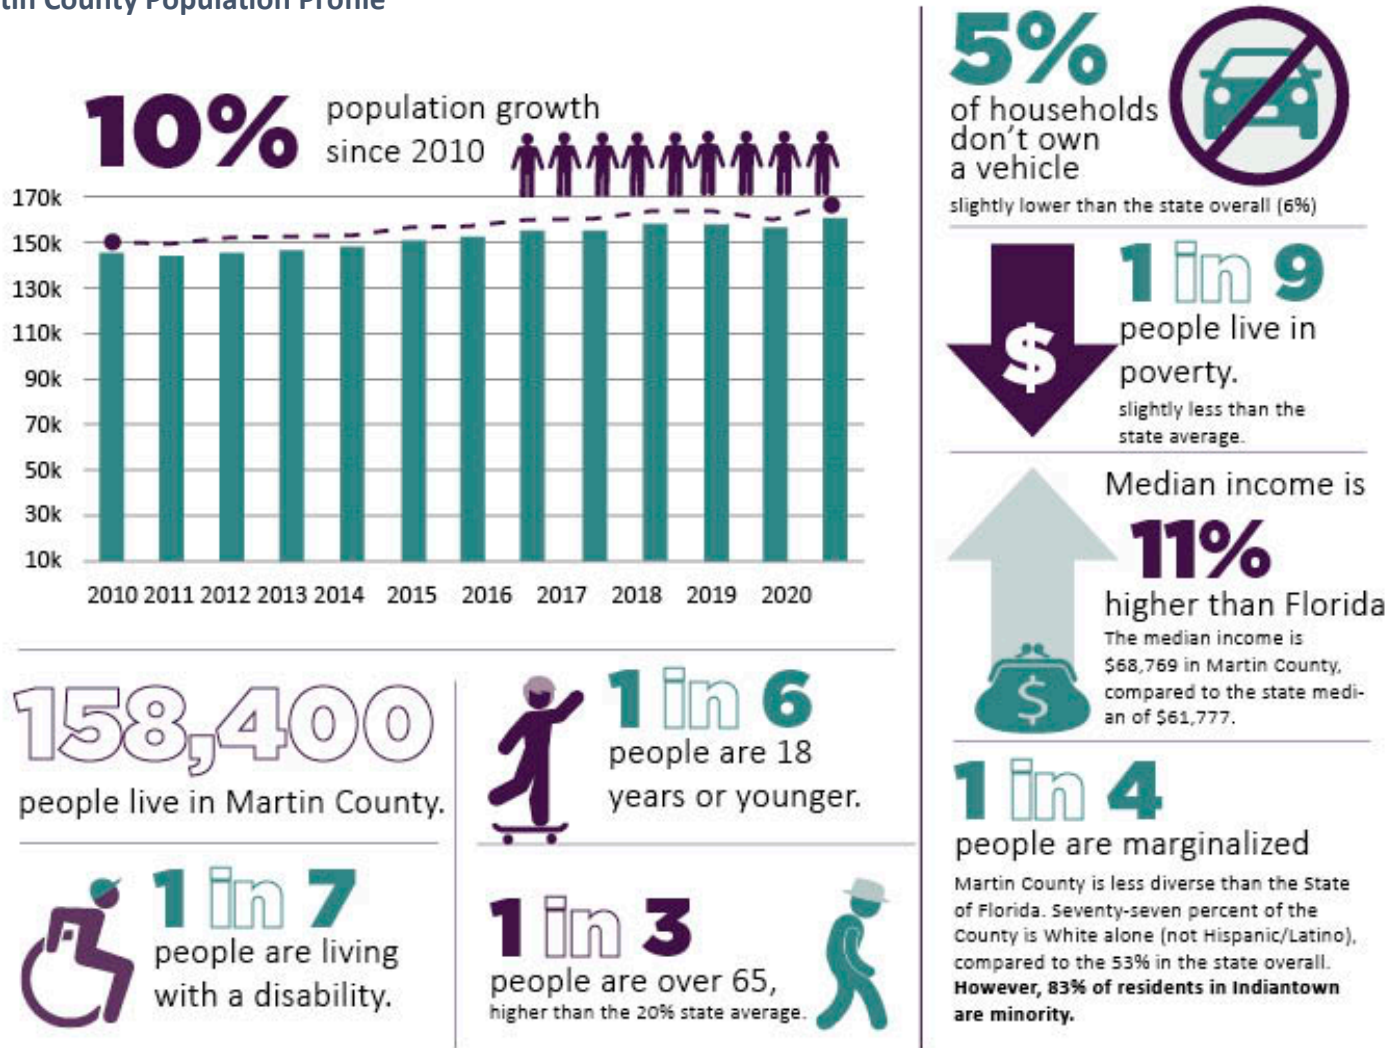 tin County Population Profile
10%
population growth
since 2010
170k
150k
130k
110k
90k
70k
50k
30k
10k
2010 2011 2012 2013 2014 2015 2016 2017 2018 2019 2020
158,400
people live in Martin County.
1 in 7
people are living
with a disability.
1 in 6
people are 18
years or younger.
1 in 3
people are over 65,
higher than the 20% state average.
5%
of households
don't own
a vehicle
slightly lower than the state overall (6%)
$
1 in 9
people live in
poverty.
slightly less than the
state average.
Median income is
11%
higher than Florida
The median income is
$68,769 in Martin County,
compared to the state medi-
an of $61,777.
$
1 in 4
people are marginalized
Martin County is less diverse than the State
of Florida. Seventy-seven percent of the
County is White alone (not Hispanic/Latino),
compared to the 53% in the state overall.
However, 83% of residents in Indiantown
are minority.